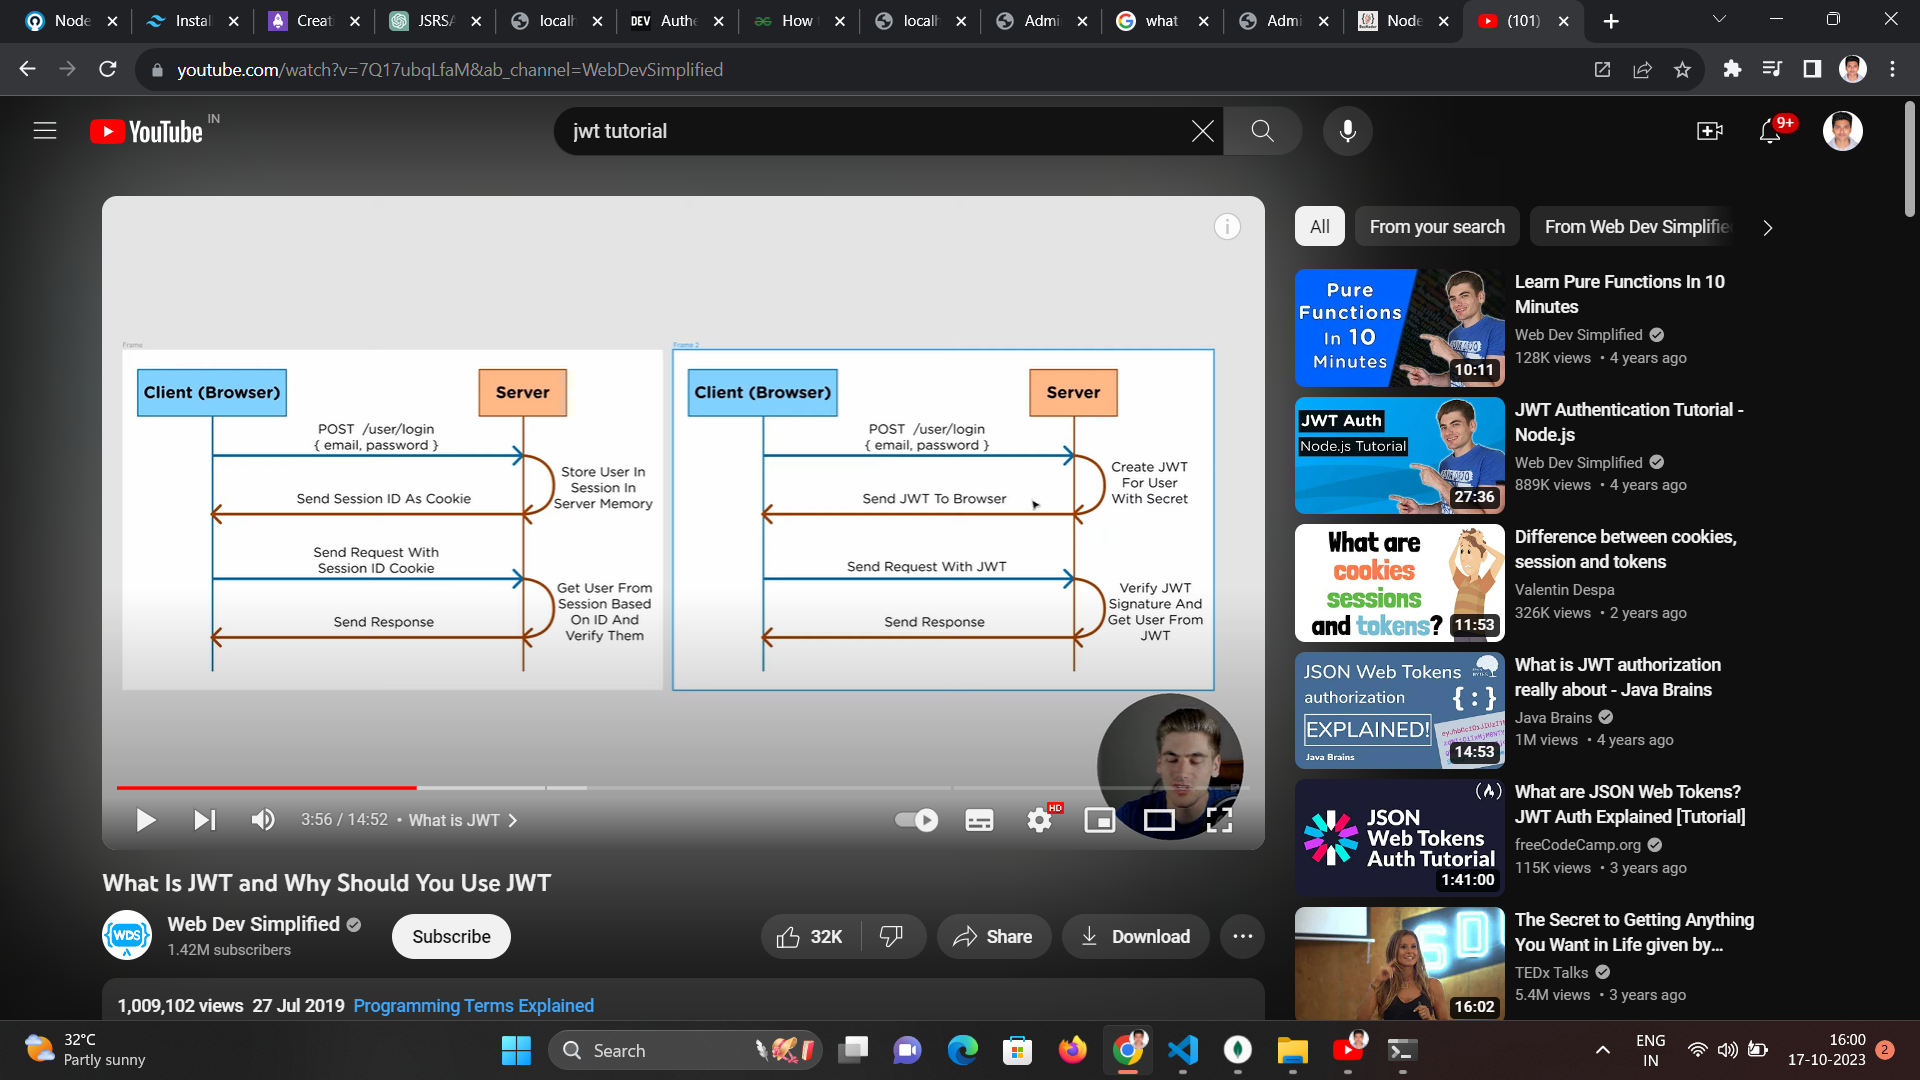 Node
Instal
Creat
JSRSA
localh
DEV Authe
How
localh
Admi
what
Admi
Node
(101)
youtube.com/watch?v=7Q17ubqLfaM&ab_channel=WebDevSimplified
YouTube IN
jwt tutorial
9+
All
From your search
From Web Dev Simplifie
Frame
Client (Browser)
Server
POST /user/login
{ email, password }
Store User In
Session In
Server Memory
Send Session ID As Cookie
Send Request With
Session ID Cookie
Get User From
Session Based
On ID And
Verify Them
Send Response
Frame 2
Client (Browser)
Server
POST /user/login
{ email, password }
Create JWT
For User
With Secret
Send JWT To Browser
Send Request With JWT
Verify JWT
Signature And
Get User From
JWT
Send Response
3:56 / 14:52 • What is JWT
HD
What Is JWT and Why Should You Use JWT
WDS
Web Dev Simplified
1.42M subscribers
Subscribe
32K
Share
Download
1,009,102 views 27 Jul 2019 Programming Terms Explained
Pure
Functions
In 10
Minutes
10:11
Learn Pure Functions In 10
Minutes
Web Dev Simplified
128K views • 4 years ago
JWT Auth
Node.js Tutorial
27:36
JWT Authentication Tutorial -
Node.js
Web Dev Simplified
889K views • 4 years ago
What are
cookies
sessions
and tokens?
11:53
Difference between cookies,
session and tokens
Valentin Despa
326K views • 2 years ago
JSON Web Tokens
authorization
{:}
EXPLAINED!
Java Brains
14:53
What is JWT authorization
really about - Java Brains
Java Brains
1M views • 4 years ago
JSON
Web Tokens
Auth Tutorial
1:41:00
What are JSON Web Tokens?
JWT Auth Explained [Tutorial]
freeCodeCamp.org
115K views • 3 years ago
16:02
The Secret to Getting Anything
You Want in Life given by...
TEDx Talks
5.4M views • 3 years ago
32°C
Partly sunny
Search
ENG
IN
16:00
17-10-2023
2